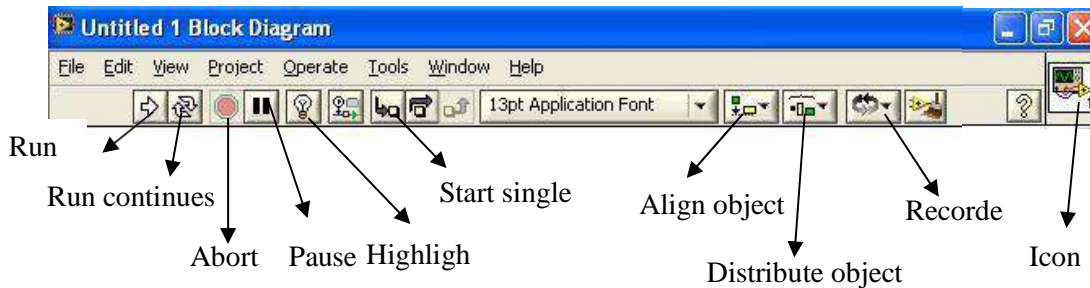 Untitled 1 Block Diagram
File Edit View Project Operate Tools Window Help
13pt Application Font
?
Run
Run continues
Start single
Align object
Recorde
Abort
Pause
Highligh
Distribute object
Icon